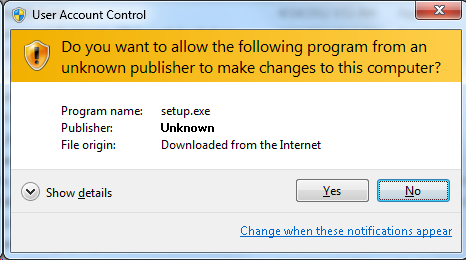 User Account Control
Do you want to allow the following program from an
unknown publisher to make changes to this computer?
Program name: setup.exe
Publisher: Unknown
File origin: Downloaded from the Internet
Show details
Yes
No
Change when these notifications appear